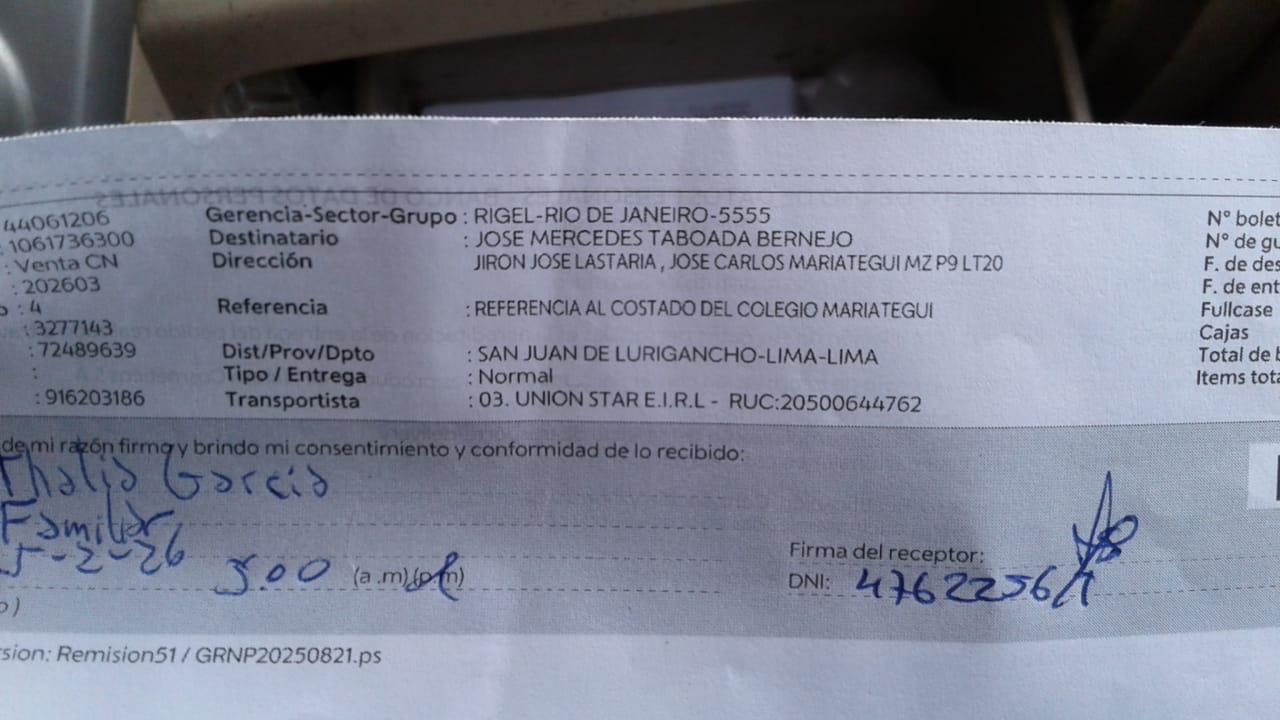 44061206 Gerencia-Sector-Grupo : RIGEL-RIO DE JANEIRO-5555 N° bolet
: 1061736300 Destinatario : JOSE MERCEDES TABOADA BERNEJO N° de gu
: Venta CN Dirección JIRON JOSE LASTARIA , JOSE CARLOS MARIATEGUI MZ P9 LT20 F. de des
: 202603 F. de ent
o : 4 Referencia : REFERENCIA AL COSTADO DEL COLEGIO MARIATEGUI Fullcase
: 3277143 Cajas
: 72489639 Dist/Prov/Dpto : SAN JUAN DE LURIGANCHO-LIMA-LIMA Total de b
: Tipo / Entrega : Normal Items tota
: 916203186 Transportista : 03. UNION STAR E.I.R.L - RUC:20500644762
de mi razón firmo y brindo mi consentimiento y conformidad de lo recibido:
Thalia Garcia
Familiar
5-2-26 5.00 (a .m) (p.m)
Firma del receptor:
DNI: 47622561
o )
sion: Remision51 / GRNP20250821.ps